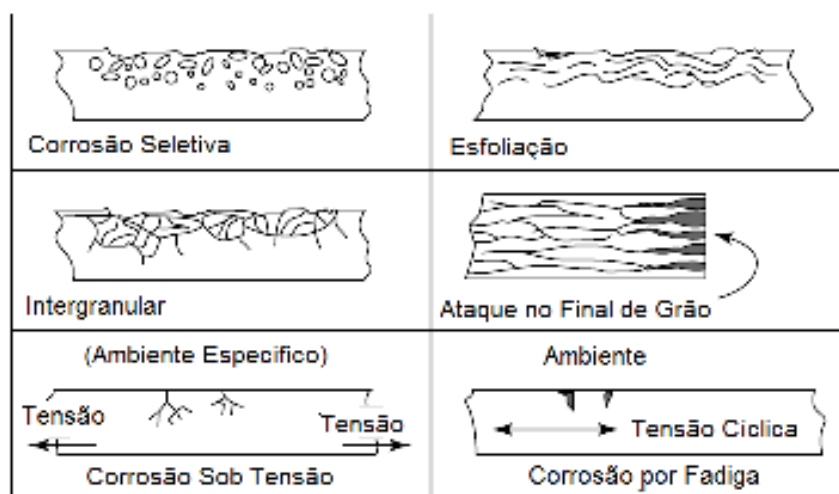 Corrosão Seletiva
Esfoliação
Intergranular
Ataque no Final de Grão
(Ambiente Especifico)
Ambiente
Tensão
Tensão
Tensão Cíclica
Corrosão Sob Tensão
Corrosão por Fadiga